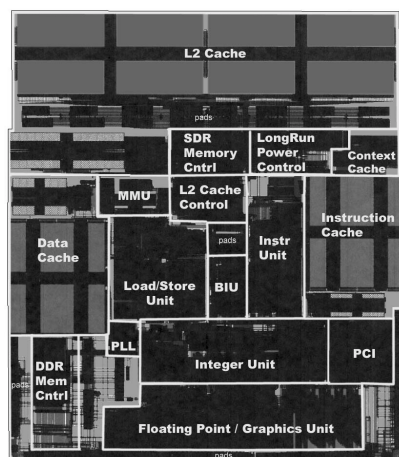 L2 Cache
pads
SDR
Memory
Cntrl
LongRun
Power
Control
Context
Cache
MMU
L2 Cache
Control
Data
Cache
Instruction
Cache
pads
Instr
Unit
Load/Store
Unit
BIU
PLL
Integer Unit
PCI
DDR
Mem
Cntrl
pads
pads
Floating Point / Graphics Unit
pads